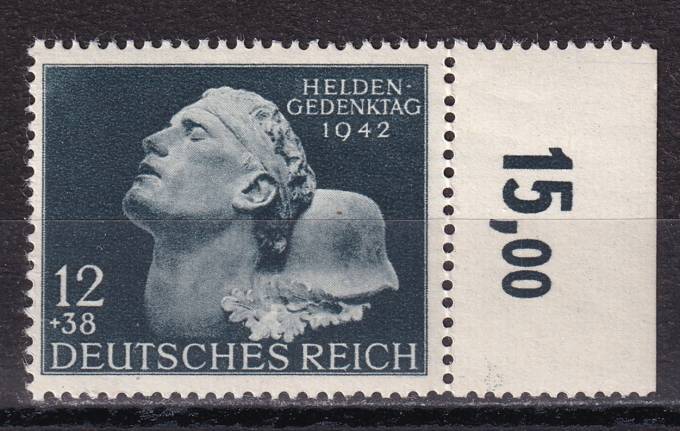 HELDEN-
GEDENKTAG
1942
12
+38
DEUTSCHES REICH
15,00